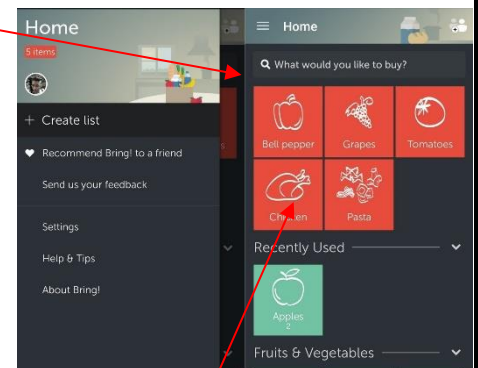 Home
5 items
+ Create list
Recommend Bring! to a friend
Send us your feedback
Settings
Help & Tips
About Bring!
Home
What would you like to buy?
Bell pepper Grapes Tomatoes
Chicken Pasta
Recently Used
Apples
2
Fruits & Vegetables